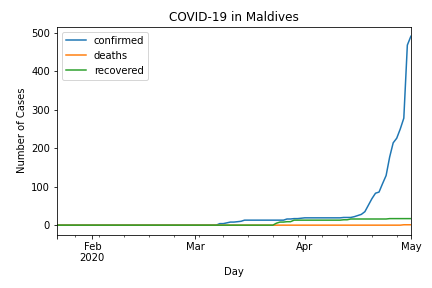 COVID-19 in Maldives
confirmed
deaths
recovered
Number of Cases
500
400
300
200
100
0
Feb
2020
Mar
Apr
May
Day